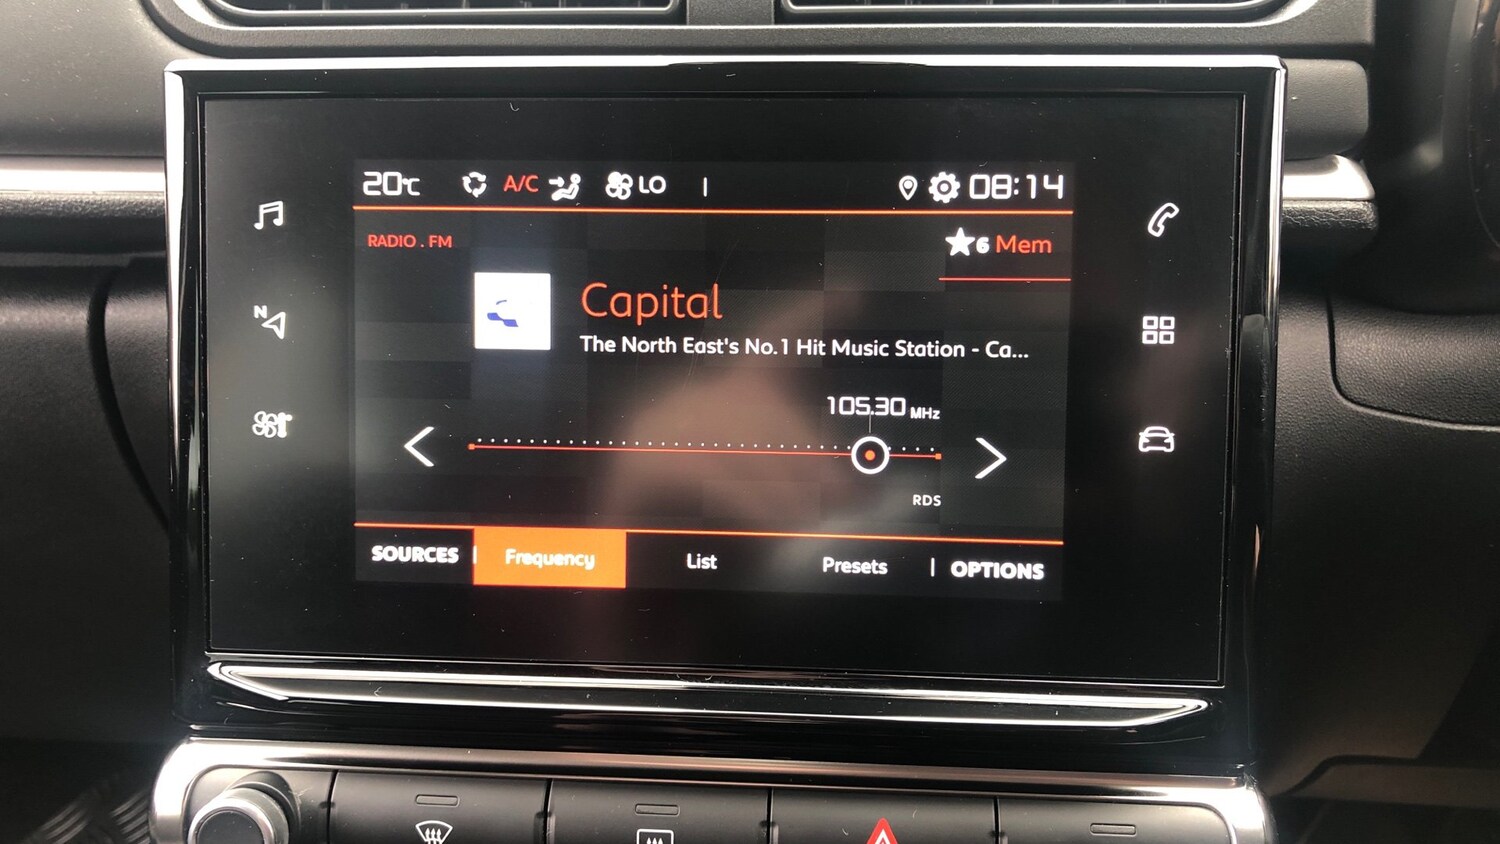 20°C A/C LO 08:14
RADIO . FM
6 Mem
Capital
The North East's No.1 Hit Music Station - Ca...
N
105.30 MHz
RDS
SOURCES Frequency List Presets OPTIONS